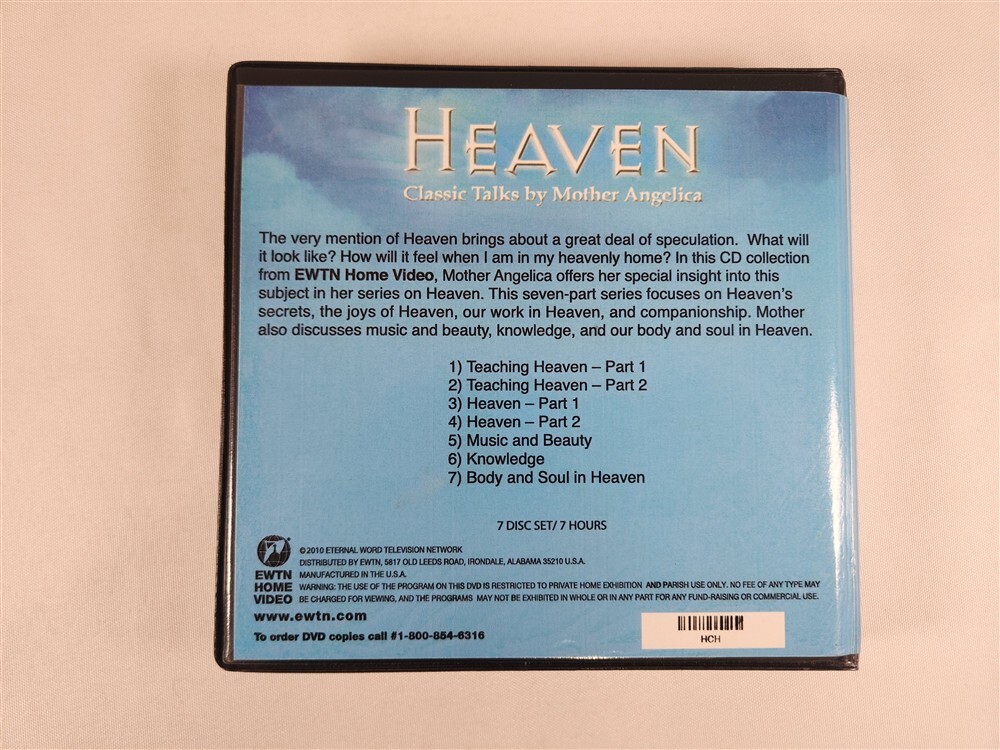 HEAVEN
Classic Talks by Mother Angelica
The very mention of Heaven brings about a great deal of speculation. What will
it look like? How will it feel when I am in my heavenly home? In this CD collection
from EWTN Home Video, Mother Angelica offers her special insight into this
subject in her series on Heaven. This seven-part series focuses on Heaven's
secrets, the joys of Heaven, our work in Heaven, and companionship. Mother
also discusses music and beauty, knowledge, and our body and soul in Heaven.
1) Teaching Heaven – Part 1
2) Teaching Heaven – Part 2
3) Heaven – Part 1
4) Heaven – Part 2
5) Music and Beauty
6) Knowledge
7) Body and Soul in Heaven
7 DISC SET/ 7 HOURS
EWTN
HOME
VIDEO
©2010 ETERNAL WORD TELEVISION NETWORK
DISTRIBUTED BY EWTN, 5817 OLD LEEDS ROAD, IRONDALE, ALABAMA 35210 U.S.A.
MANUFACTURED IN THE U.S.A.
WARNING: THE USE OF THE PROGRAM ON THIS DVD IS RESTRICTED TO PRIVATE HOME EXHIBITION AND PARISH USE ONLY. NO FEE OF ANY TYPE MAY
BE CHARGED FOR VIEWING, AND THE PROGRAMS MAY NOT BE EXHIBITED IN WHOLE OR IN ANY PART FOR ANY FUND-RAISING OR COMMERCIAL USE.
www.ewtn.com
To order DVD copies call #1-800-854-6316
HCH